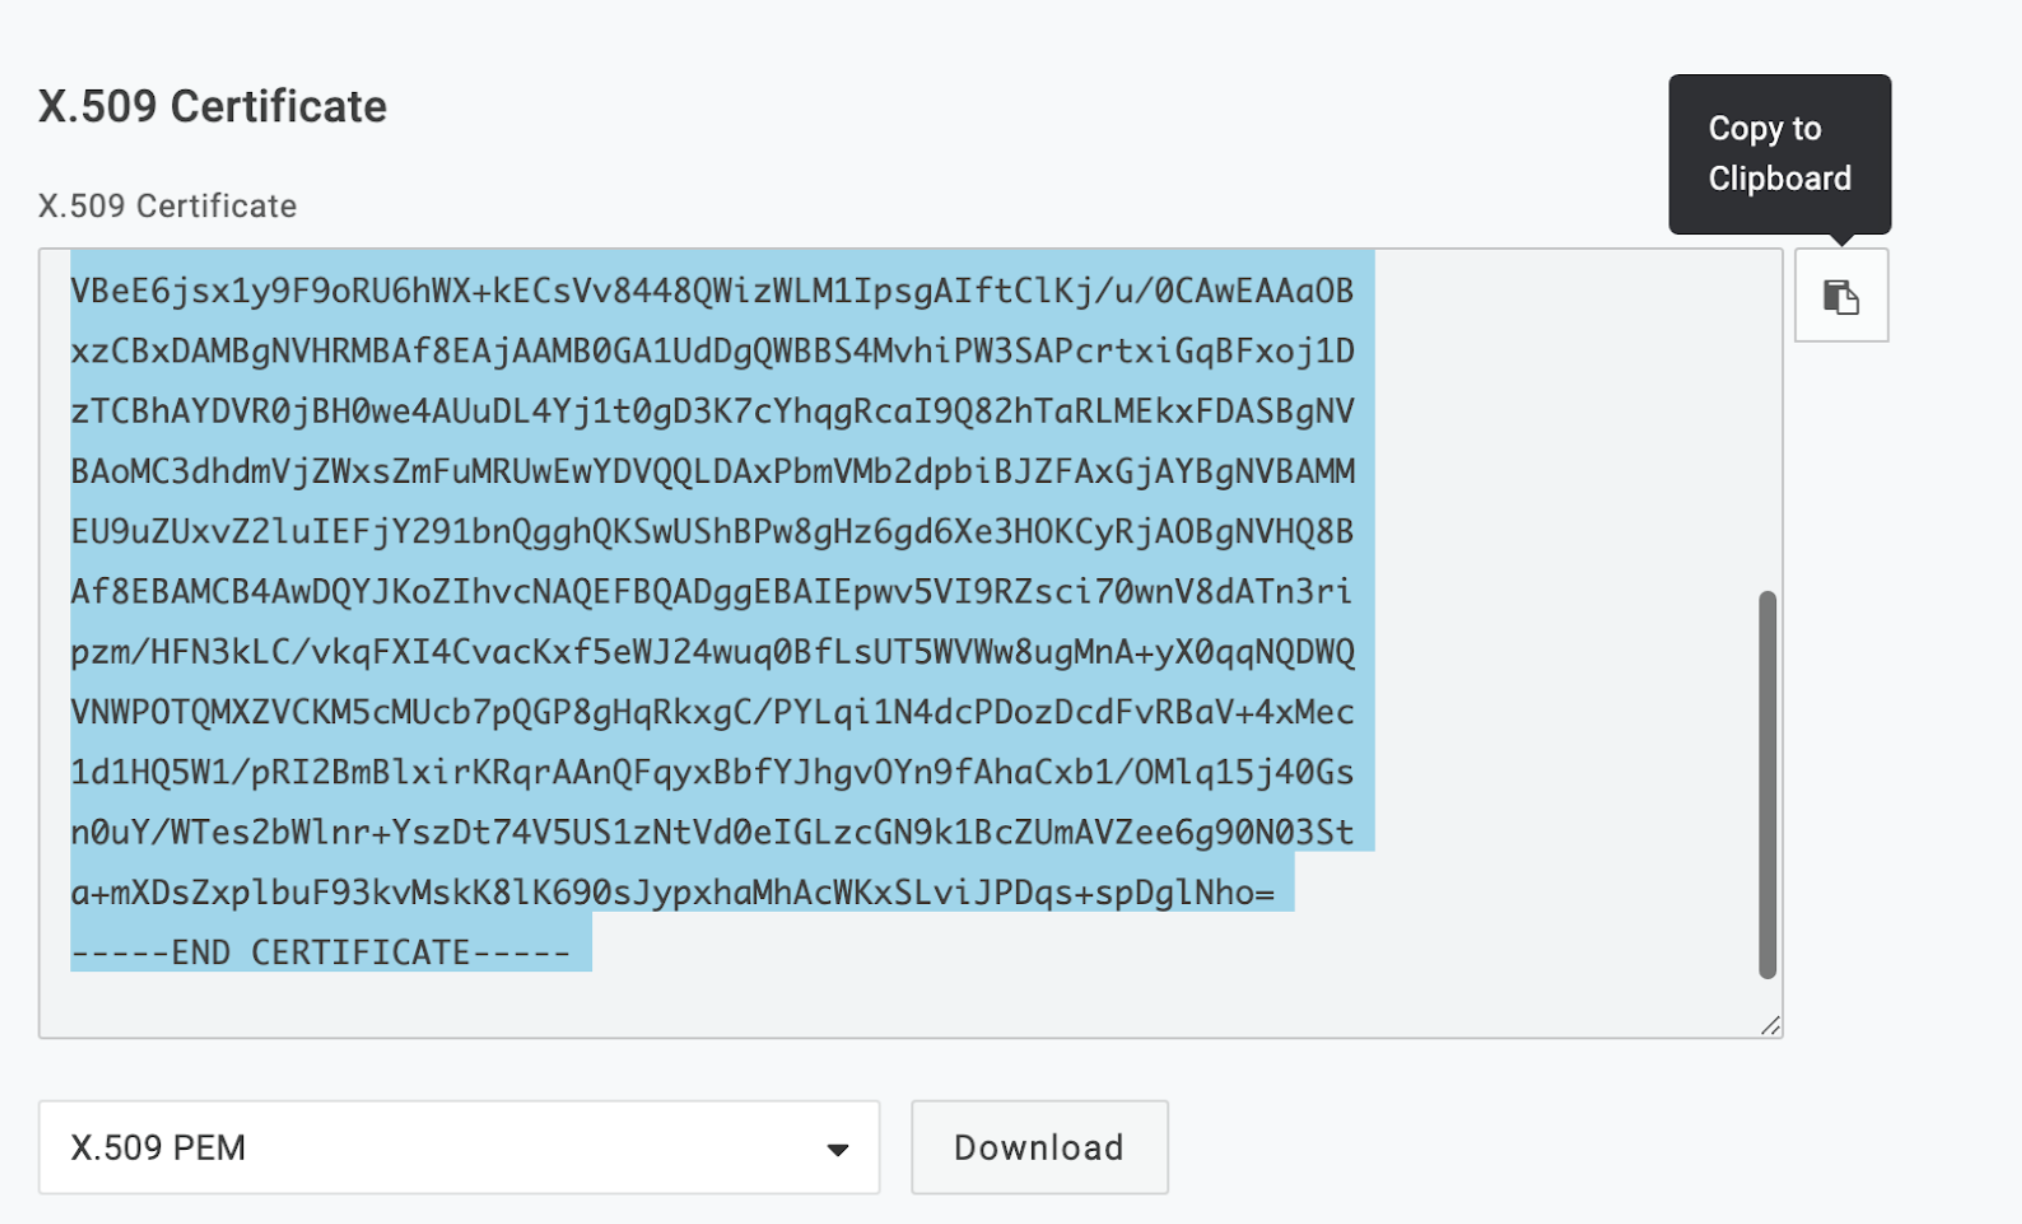 X.509 Certificate
Copy to
Clipboard
X.509 Certificate
VBeE6jsx1y9F9oRU6hWX+kECsVv8448QWizWLM1IpsgAIftClKj/u/0CAwEAAaOB
xzCBxDAMBgNVHRMBAf8EAjAAMB0GA1UdDgQWBBS4MvhiPW3SAPcrtxiGqBFxoj1D
zTCBhAYDVR0jBH0we4AUuDL4Yj1t0gD3K7cYhqgRcaI9Q82hTaRLMEkxFDASBgNV
BAoMC3dhdmVjZWxsZmFuMRUwEwYDVQQLDAxPbmVMb2dpbiBJZFAxGjAYBgNVBAMM
EU9uZUxvZ2luIEFjY291bnQgghQKSwUShBPw8gHz6gd6Xe3HOKCyRjAOBgNVHQ8B
Af8EBAMCB4AwDQYJKoZIhvcNAQEFBQADggEBAIEpwv5VI9RZsci70wnV8dATn3ri
pzm/HFN3kLC/vkqFXI4CvacKxf5eWJ24wuq0BfLsUT5WVWw8ugMnA+yX0qqNQDWQ
VNWPOTQMXZVCKM5cMUcb7pQGP8gHqRkxgC/PYLqi1N4dcPDozDcdFvRBaV+4xMec
1d1HQ5W1/pRI2BmBlxirKRqrAAnQFqyxBbfYJhgvOYn9fAhaCxb1/OMlq15j40Gs
n0uY/WTes2bWlnr+YszDt74V5US1zNtVd0eIGLzcGN9k1BcZUmAVZee6g90N03St
a+mXDsZxplbuF93kvMskK8lK690sJypxhaMhAcWKxSLviJPDqs+spDglNho=
-----END CERTIFICATE-----
X.509 PEM
Download